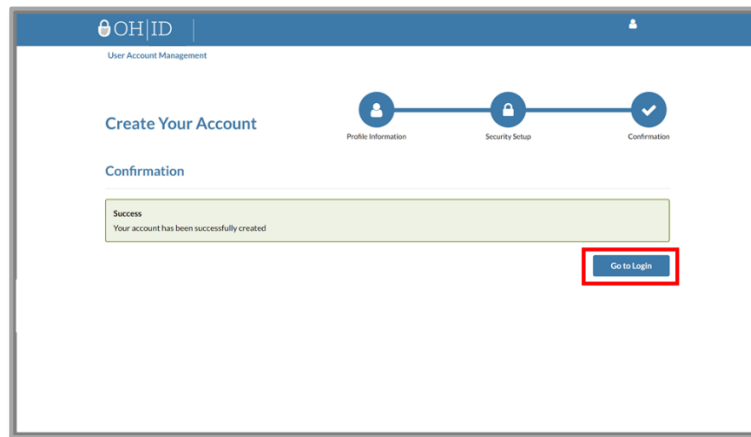 OH|ID
User Account Management
Create Your Account
Profile Information
Security Setup
Confirmation
Confirmation
Success
Your account has been successfully created
Go to Login